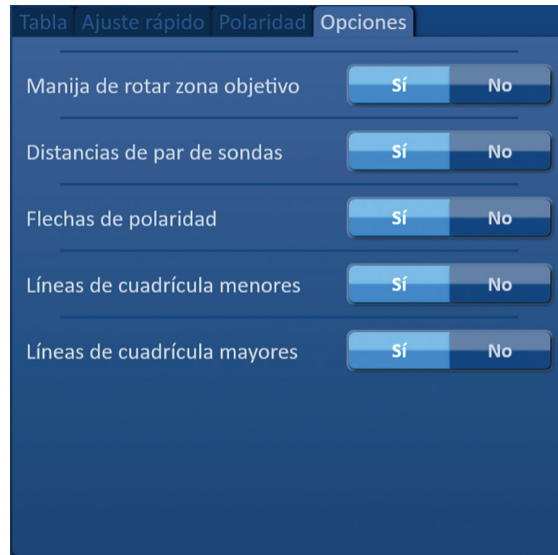 Tabla Ajuste rápido Polaridad Opciones
Manija de rotar zona objetivo Sí No
Distancias de par de sondas Sí No
Flechas de polaridad Sí No
Líneas de cuadrícula menores Sí No
Líneas de cuadrícula mayores Sí No